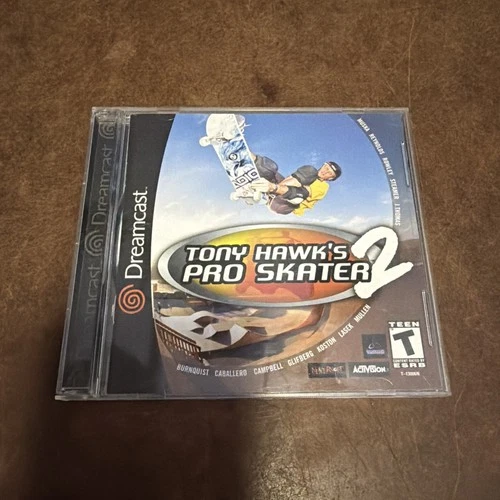 Dreamcast
Dreamcast
Dreamcast
MUSKA REYNOLDS ROWLEY STEAMER THOMAS
TONY HAWK'S
PRO SKATER 2
BURNQUIST CABALLERO CAMPBELL GLIFBERG KOSTON LASEK MULLEN
TEEN
T
CONTENT RATED BY
ESRB
NEVERSOFT
ACTIVISION